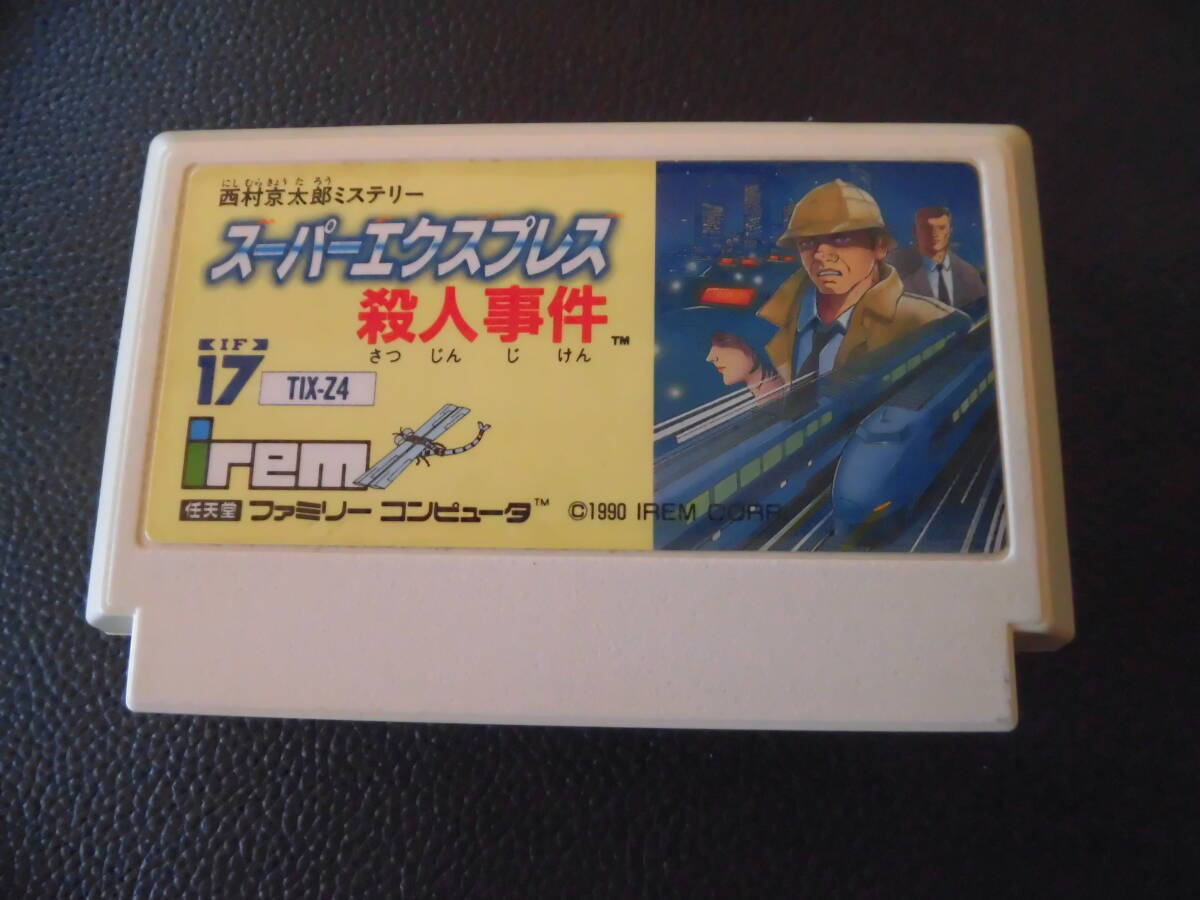 にしむらきょうたろう
西村京太郎ミステリー
スーパーエクスプレス
殺人事件™
さつ じん じ けん
IF
17 TIX-Z4
irem
任天堂 ファミリー コンピュータ™ ©1990 IREM CORP.